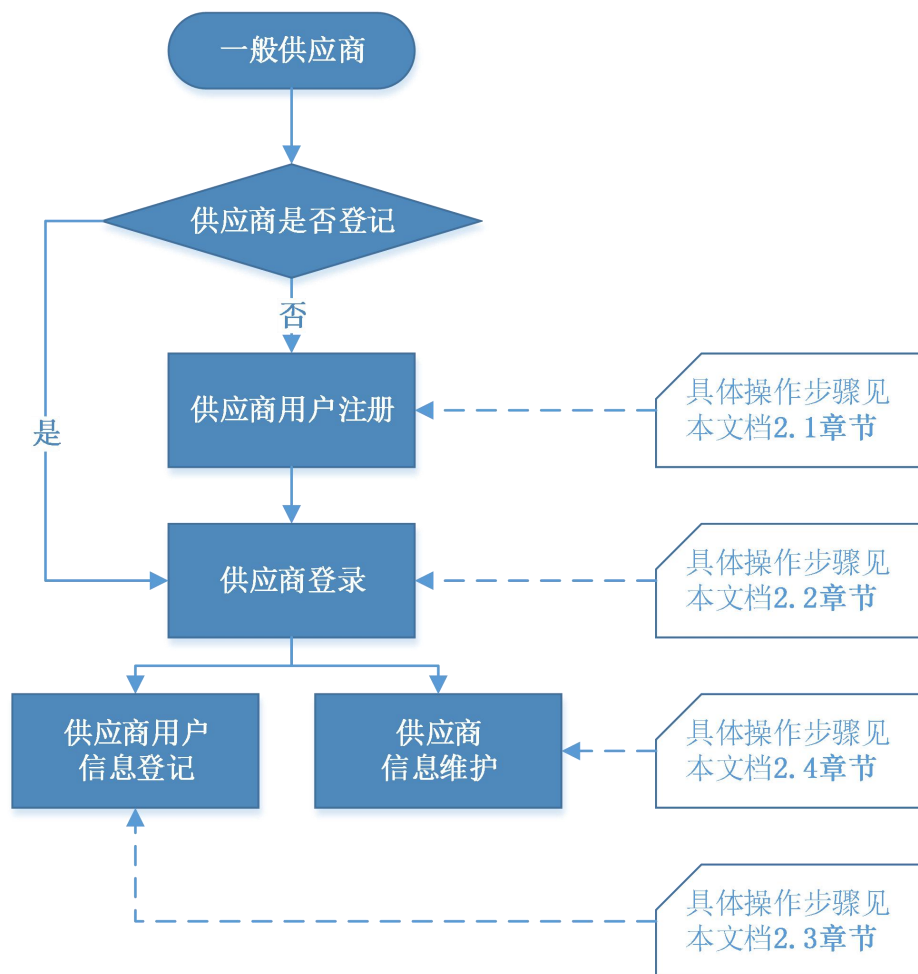 一般供应商
供应商是否登记
否
供应商用户注册
具体操作步骤见
本文档2.1章节
是
供应商登录
具体操作步骤见
本文档2.2章节
供应商用户
信息登记
供应商
信息维护
具体操作步骤见
本文档2.4章节
具体操作步骤见
本文档2.3章节